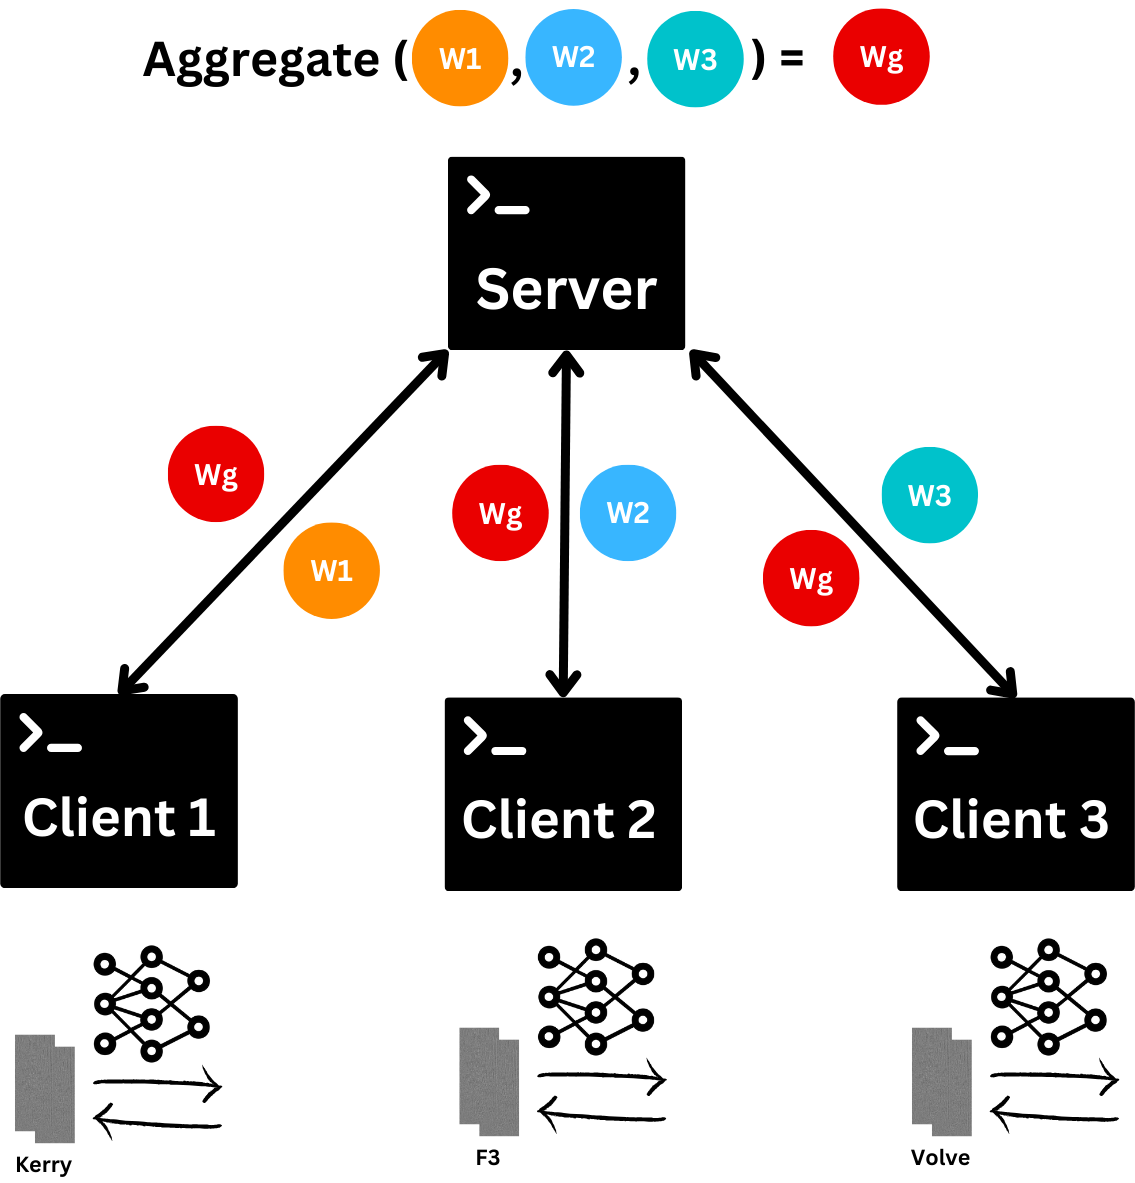 Aggregate ( W1 , W2 , W3 ) = Wg
>_
Server
Wg
W1
Wg
W2
Wg
W3
>_
Client 1
>_
Client 2
>_
Client 3
Kerry
F3
Volve